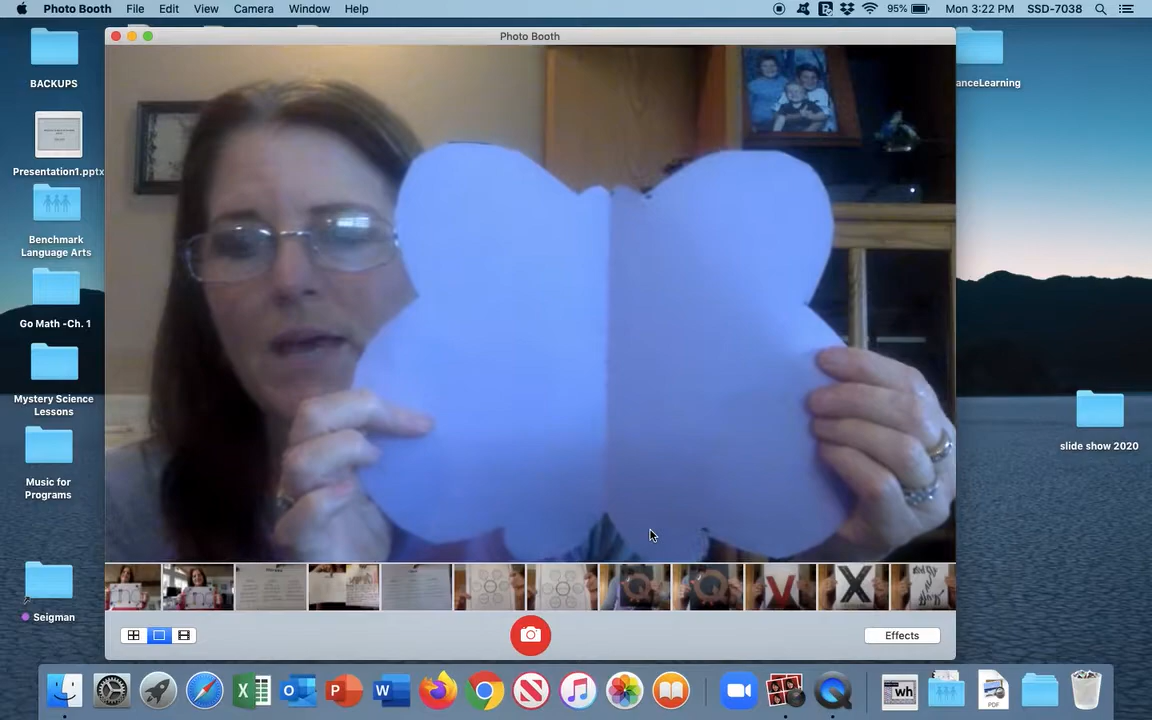 Photo Booth File Edit View Camera Window Help 95% Mon 3:22 PM SSD-7038
Photo Booth
BACKUPS
anceLearning
Presentation1.pptx
Benchmark
Language Arts
Go Math -Ch. 1
Mystery Science
Lessons
slide show 2020
Music for
Programs
Seigman
V X
Effects
X P W N wh
PDF